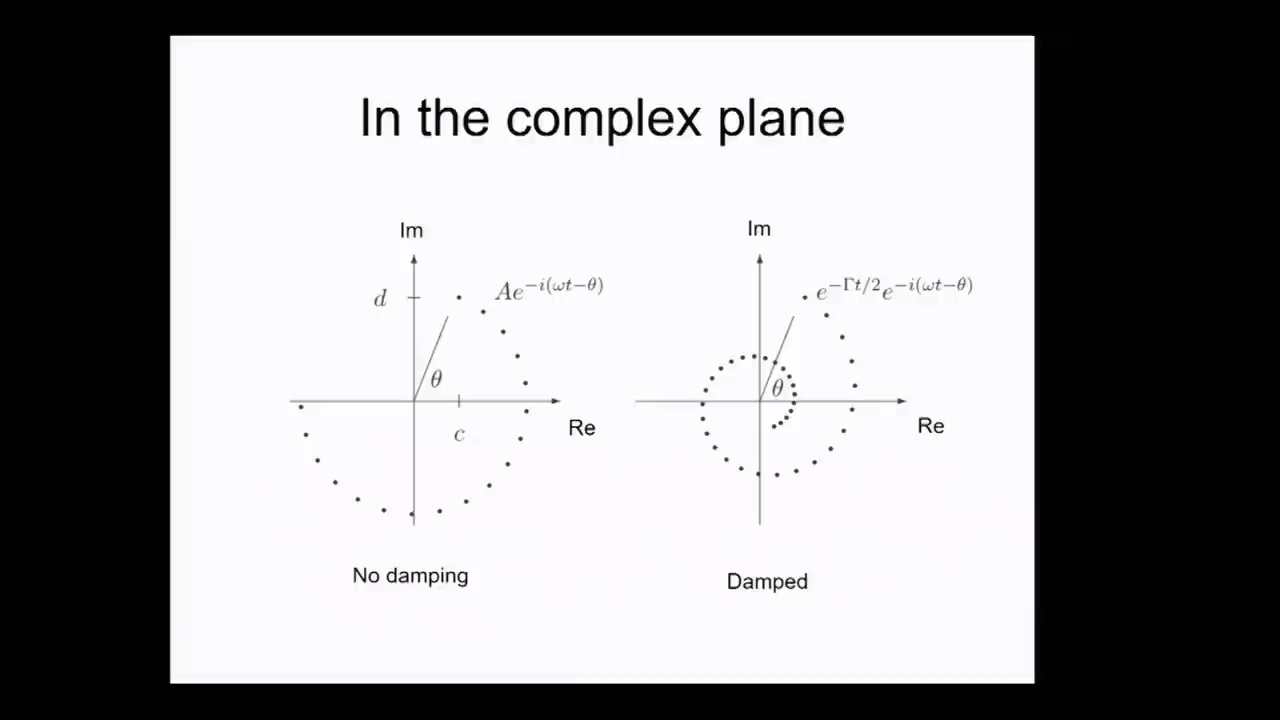 In the complex plane
Im
d
Ae^{-i(ωt-θ)}
θ
c
Re
No damping
Im
e^{-Γt/2}e^{-i(ωt-θ)}
θ
Re
Damped